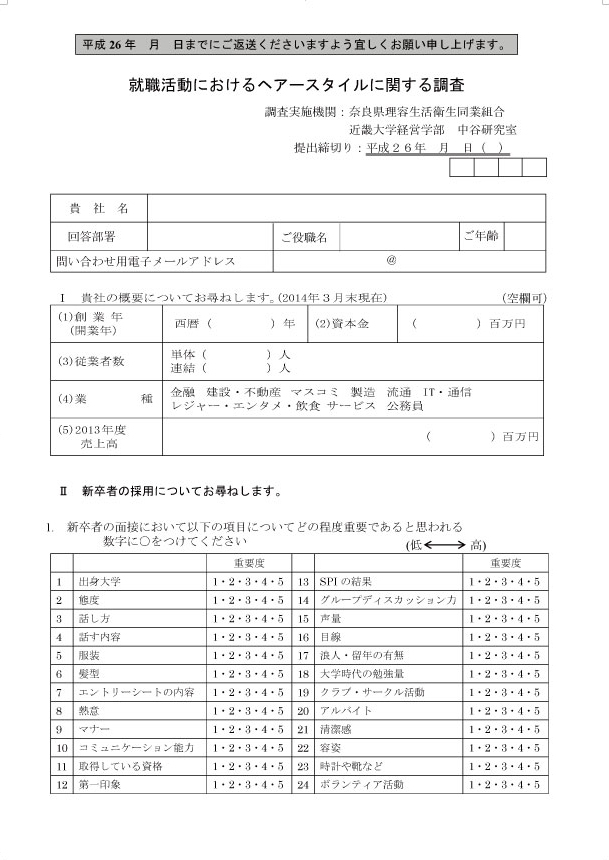 平成26年　月　日までにご返送くださいますよう宜しくお願い申し上げます。
就職活動におけるヘアースタイルに関する調査
調査実施機関：奈良県理容生活衛生同業組合
近畿大学経営学部　中谷研究室
提出締切り：平成２６年　月　日（　）
貴　社　名
回答部署　ご役職名　ご年齢
問い合わせ用電子メールアドレス　＠
Ⅰ　貴社の概要についてお尋ねします。(2014年３月末現在)　(空欄可)
(1)創 業 年　西暦（　　　）年　(2)資本金　（　　　）百万円
(開業年)
(3)従業者数　単体（　　　）人
連結（　　　）人
(4)業　　種　金融　建設・不動産　マスコミ　製造　流通　IT・通信
レジャー・エンタメ・飲食 サービス　公務員
(5)2013年度　（　　　）百万円
売上高
Ⅱ　新卒者の採用についてお尋ねします。
1.　新卒者の面接において以下の項目についてどの程度重要であると思われる
数字に〇をつけてください　(低⟷高)
重要度　重要度
1　出身大学　1・2・3・4・5　13　SPIの結果　1・2・3・4・5
2　態度　1・2・3・4・5　14　グループディスカッション力　1・2・3・4・5
3　話し方　1・2・3・4・5　15　声量　1・2・3・4・5
4　話す内容　1・2・3・4・5　16　目線　1・2・3・4・5
5　服装　1・2・3・4・5　17　浪人・留年の有無　1・2・3・4・5
6　髪型　1・2・3・4・5　18　大学時代の勉強量　1・2・3・4・5
7　エントリーシートの内容　1・2・3・4・5　19　クラブ・サークル活動　1・2・3・4・5
8　熱意　1・2・3・4・5　20　アルバイト　1・2・3・4・5
9　マナー　1・2・3・4・5　21　清潔感　1・2・3・4・5
10　コミュニケーション能力　1・2・3・4・5　22　容姿　1・2・3・4・5
11　取得している資格　1・2・3・4・5　23　時計や靴など　1・2・3・4・5
12　第一印象　1・2・3・4・5　24　ボランティア活動　1・2・3・4・5